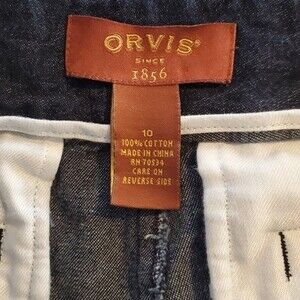 ORVIS®
SINCE
1856
10
100% COTTON
MADE IN CHINA
RN 70534
CARE ON
REVERSE SIDE